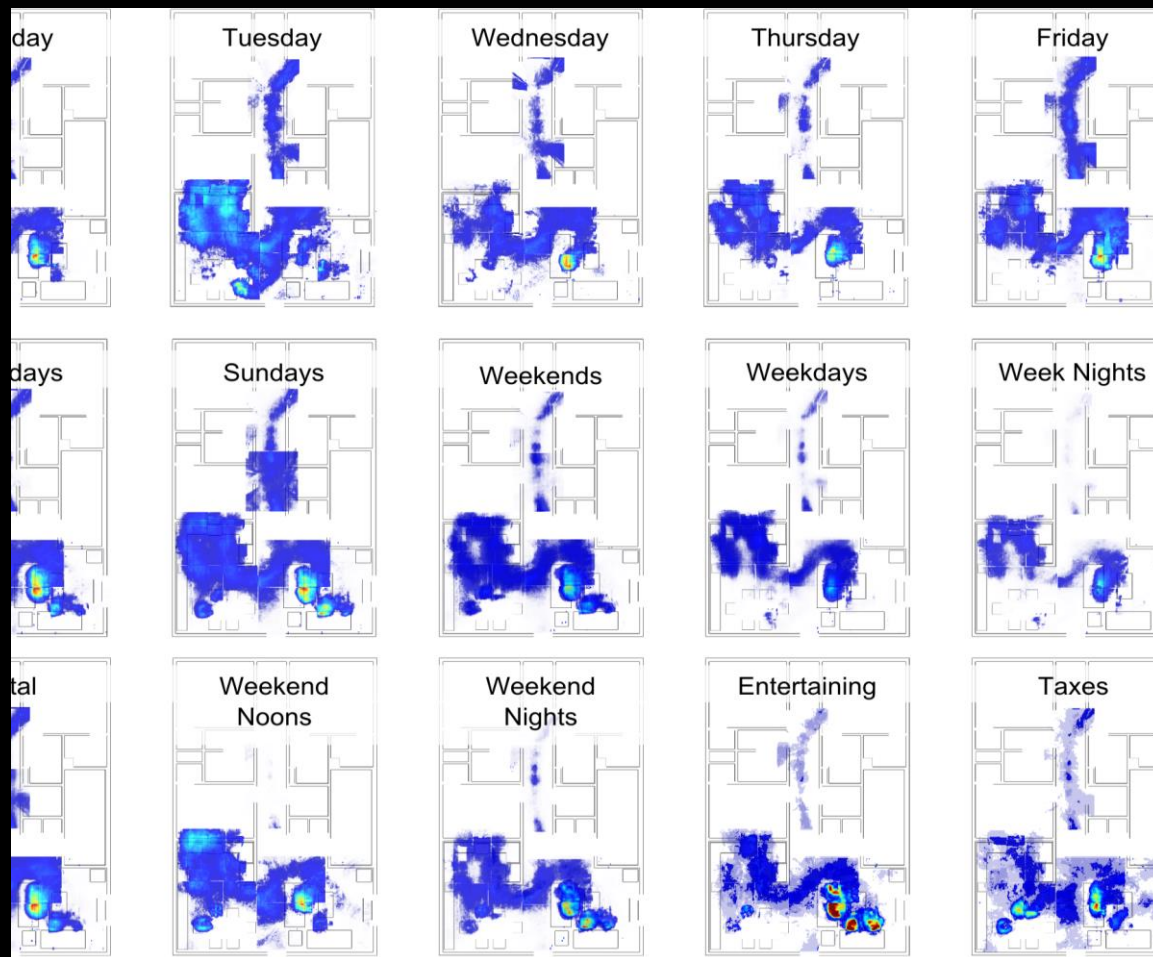 day
Tuesday
Wednesday
Thursday
Friday
days
Sundays
Weekends
Weekdays
Week Nights
tal
Weekend
Noons
Weekend
Nights
Entertaining
Taxes